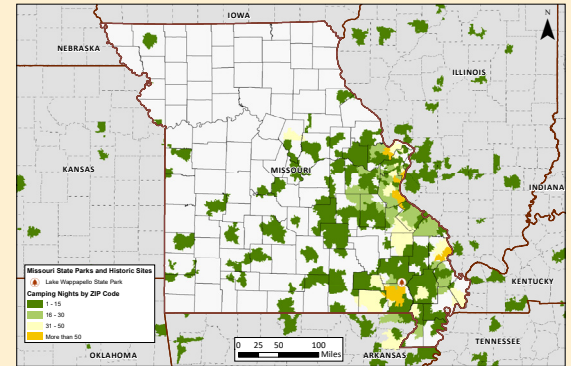 IOWA
N
NEBRASKA
ILLINOIS
KANSAS
MISSOURI
INDIANA
Missouri State Parks and Historic Sites
Lake Wappapello State Park
Camping Nights by ZIP Code
1 - 15
16 - 30
31 - 50
More than 50
KENTUCKY
0 25 50 100
Miles
TENNESSEE
OKLAHOMA
ARKANSAS